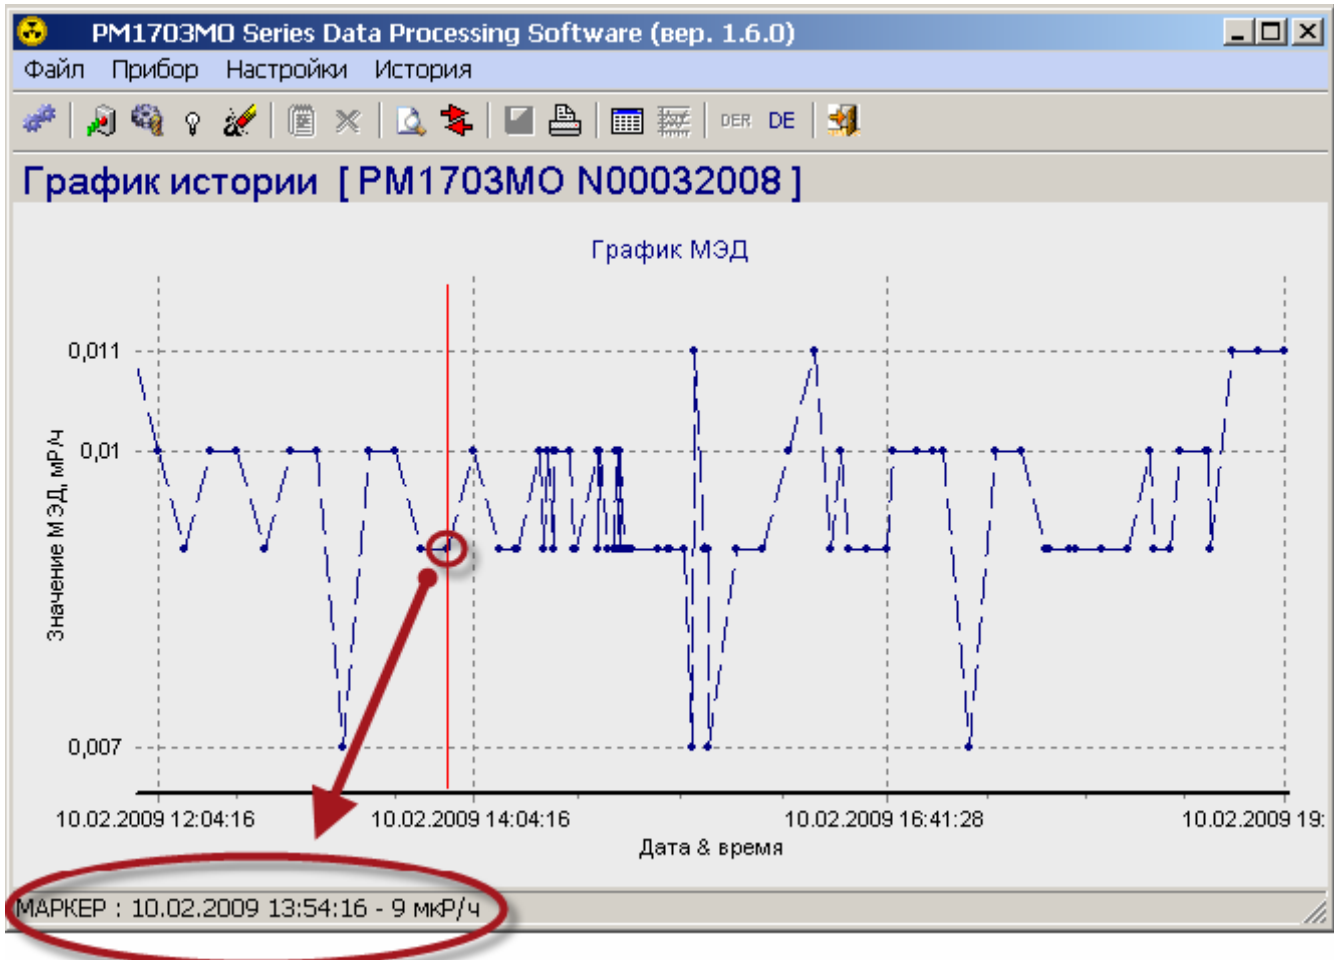 PM1703MO Series Data Processing Software (вер. 1.6.0)
Файл Прибор Настройки История
DER DE
График истории [ PM1703MO N00032008 ]
График МЭД
0,011
0,01
0,007
Значение МЭД, мР/ч
10.02.2009 12:04:16 10.02.2009 14:04:16 10.02.2009 16:41:28 10.02.2009 19:
Дата & время
МАРКЕР : 10.02.2009 13:54:16 - 9 мкР/ч